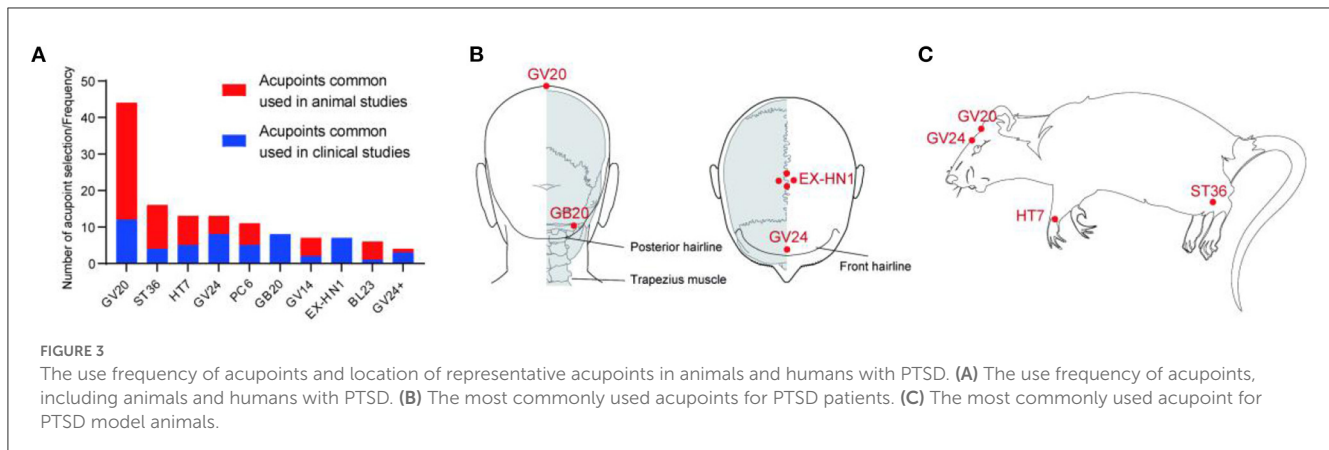 A
Number of acupoint selection/Frequency
50
40
30
20
10
0
Acupoints common
used in animal studies
Acupoints common
used in clinical studies
GV20
ST36
HT7
GV24
PC6
GB20
GV14
EX-HN1
BL23
GV24+
B
GV20
GB20
Posterior hairline
Trapezius muscle
EX-HN1
GV24
Front hairline
C
GV20
GV24
HT7
ST36
FIGURE 3
The use frequency of acupoints and location of representative acupoints in animals and humans with PTSD. (A) The use frequency of acupoints,
including animals and humans with PTSD. (B) The most commonly used acupoints for PTSD patients. (C) The most commonly used acupoint for
PTSD model animals.